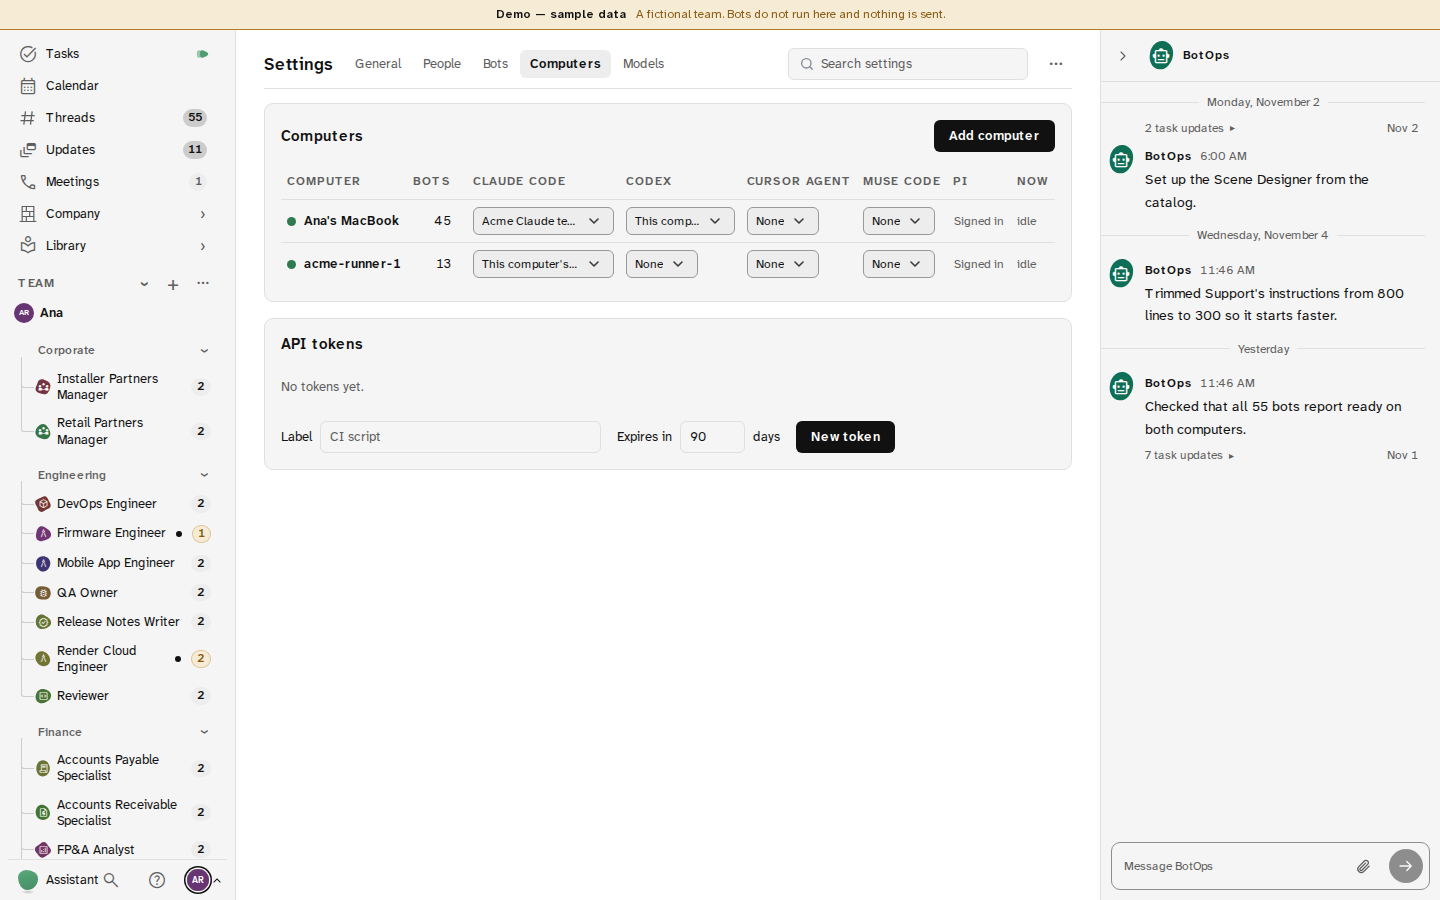 Demo — sample data A fictional team. Bots do not run here and nothing is sent.
Tasks
Calendar
Threads 55
Updates 11
Meetings 1
Company
Library
TEAM
AR Ana
Corporate
Installer Partners
Manager 2
Retail Partners
Manager 2
Engineering
DevOps Engineer 2
Firmware Engineer 1
Mobile App Engineer 2
QA Owner 2
Release Notes Writer 2
Render Cloud
Engineer 2
Reviewer 2
Finance
Accounts Payable
Specialist 2
Accounts Receivable
Specialist 2
FP&A Analyst 2
Assistant AR
Settings General People Bots Computers Models Search settings
Computers Add computer
COMPUTER BOTS CLAUDE CODE CODEX CURSOR AGENT MUSE CODE PI NOW
Ana's MacBook 45 Acme Claude te... This comp... None None Signed in idle
acme-runner-1 13 This computer's... None None None Signed in idle
API tokens
No tokens yet.
Label CI script Expires in 90 days New token
BotOps
Monday, November 2
2 task updates ▸ Nov 2
BotOps 6:00 AM
Set up the Scene Designer from the
catalog.
Wednesday, November 4
BotOps 11:46 AM
Trimmed Support's instructions from 800
lines to 300 so it starts faster.
Yesterday
BotOps 11:46 AM
Checked that all 55 bots report ready on
both computers.
7 task updates ▸ Nov 1
Message BotOps